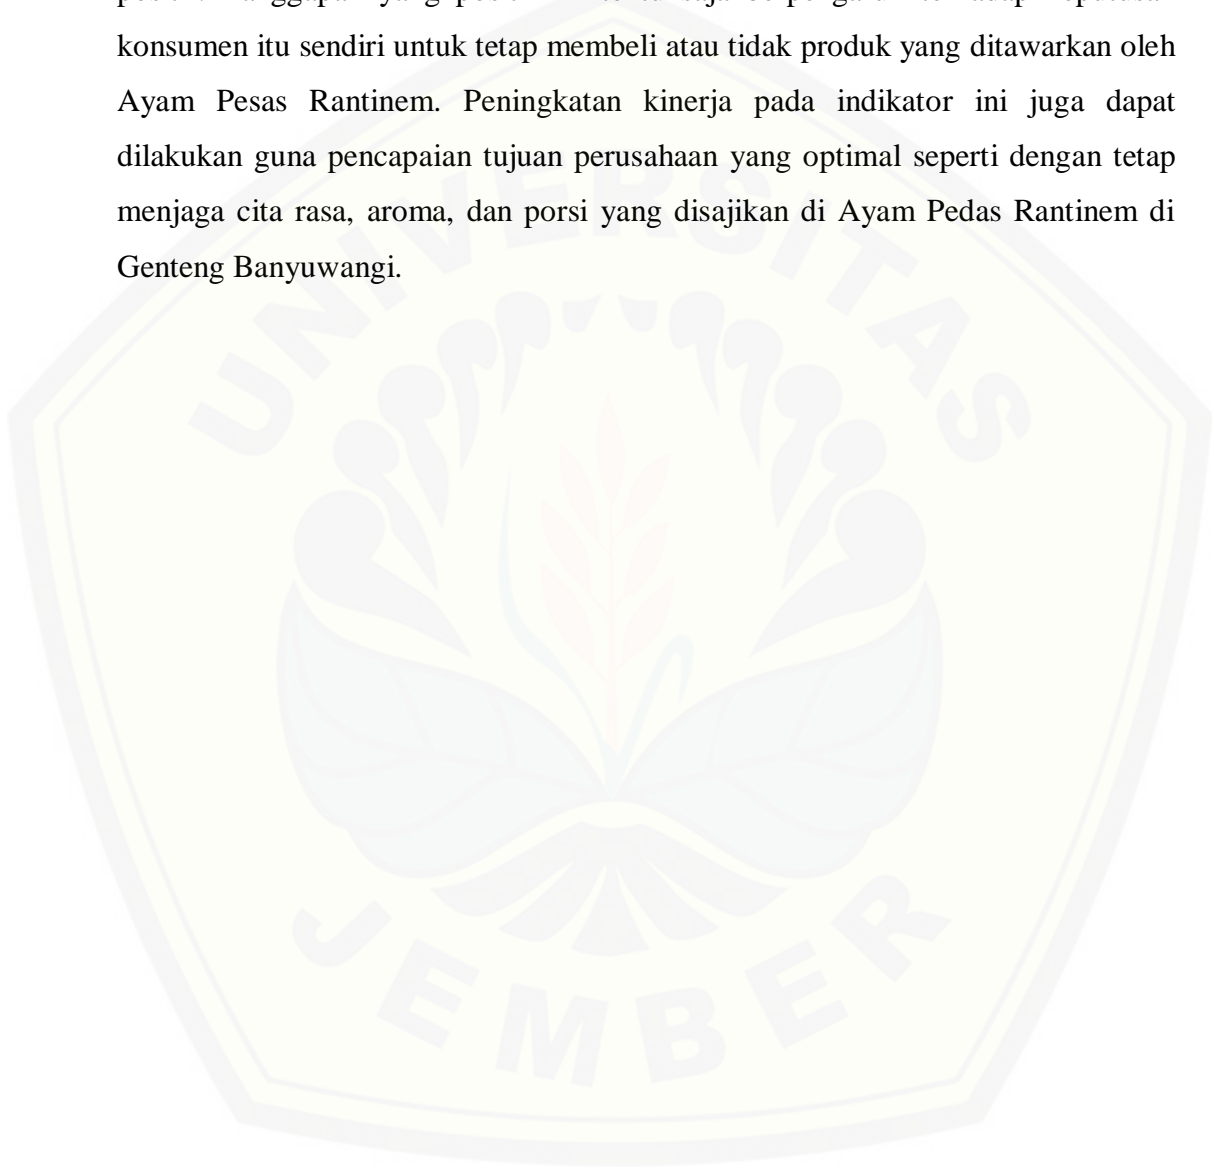 konsumen itu sendiri untuk tetap membeli atau tidak produk yang ditawarkan oleh
Ayam Pesas Rantinem. Peningkatan kinerja pada indikator ini juga dapat
dilakukan guna pencapaian tujuan perusahaan yang optimal seperti dengan tetap
menjaga cita rasa, aroma, dan porsi yang disajikan di Ayam Pedas Rantinem di
Genteng Banyuwangi.
UNIVERSITAS
JEMBER